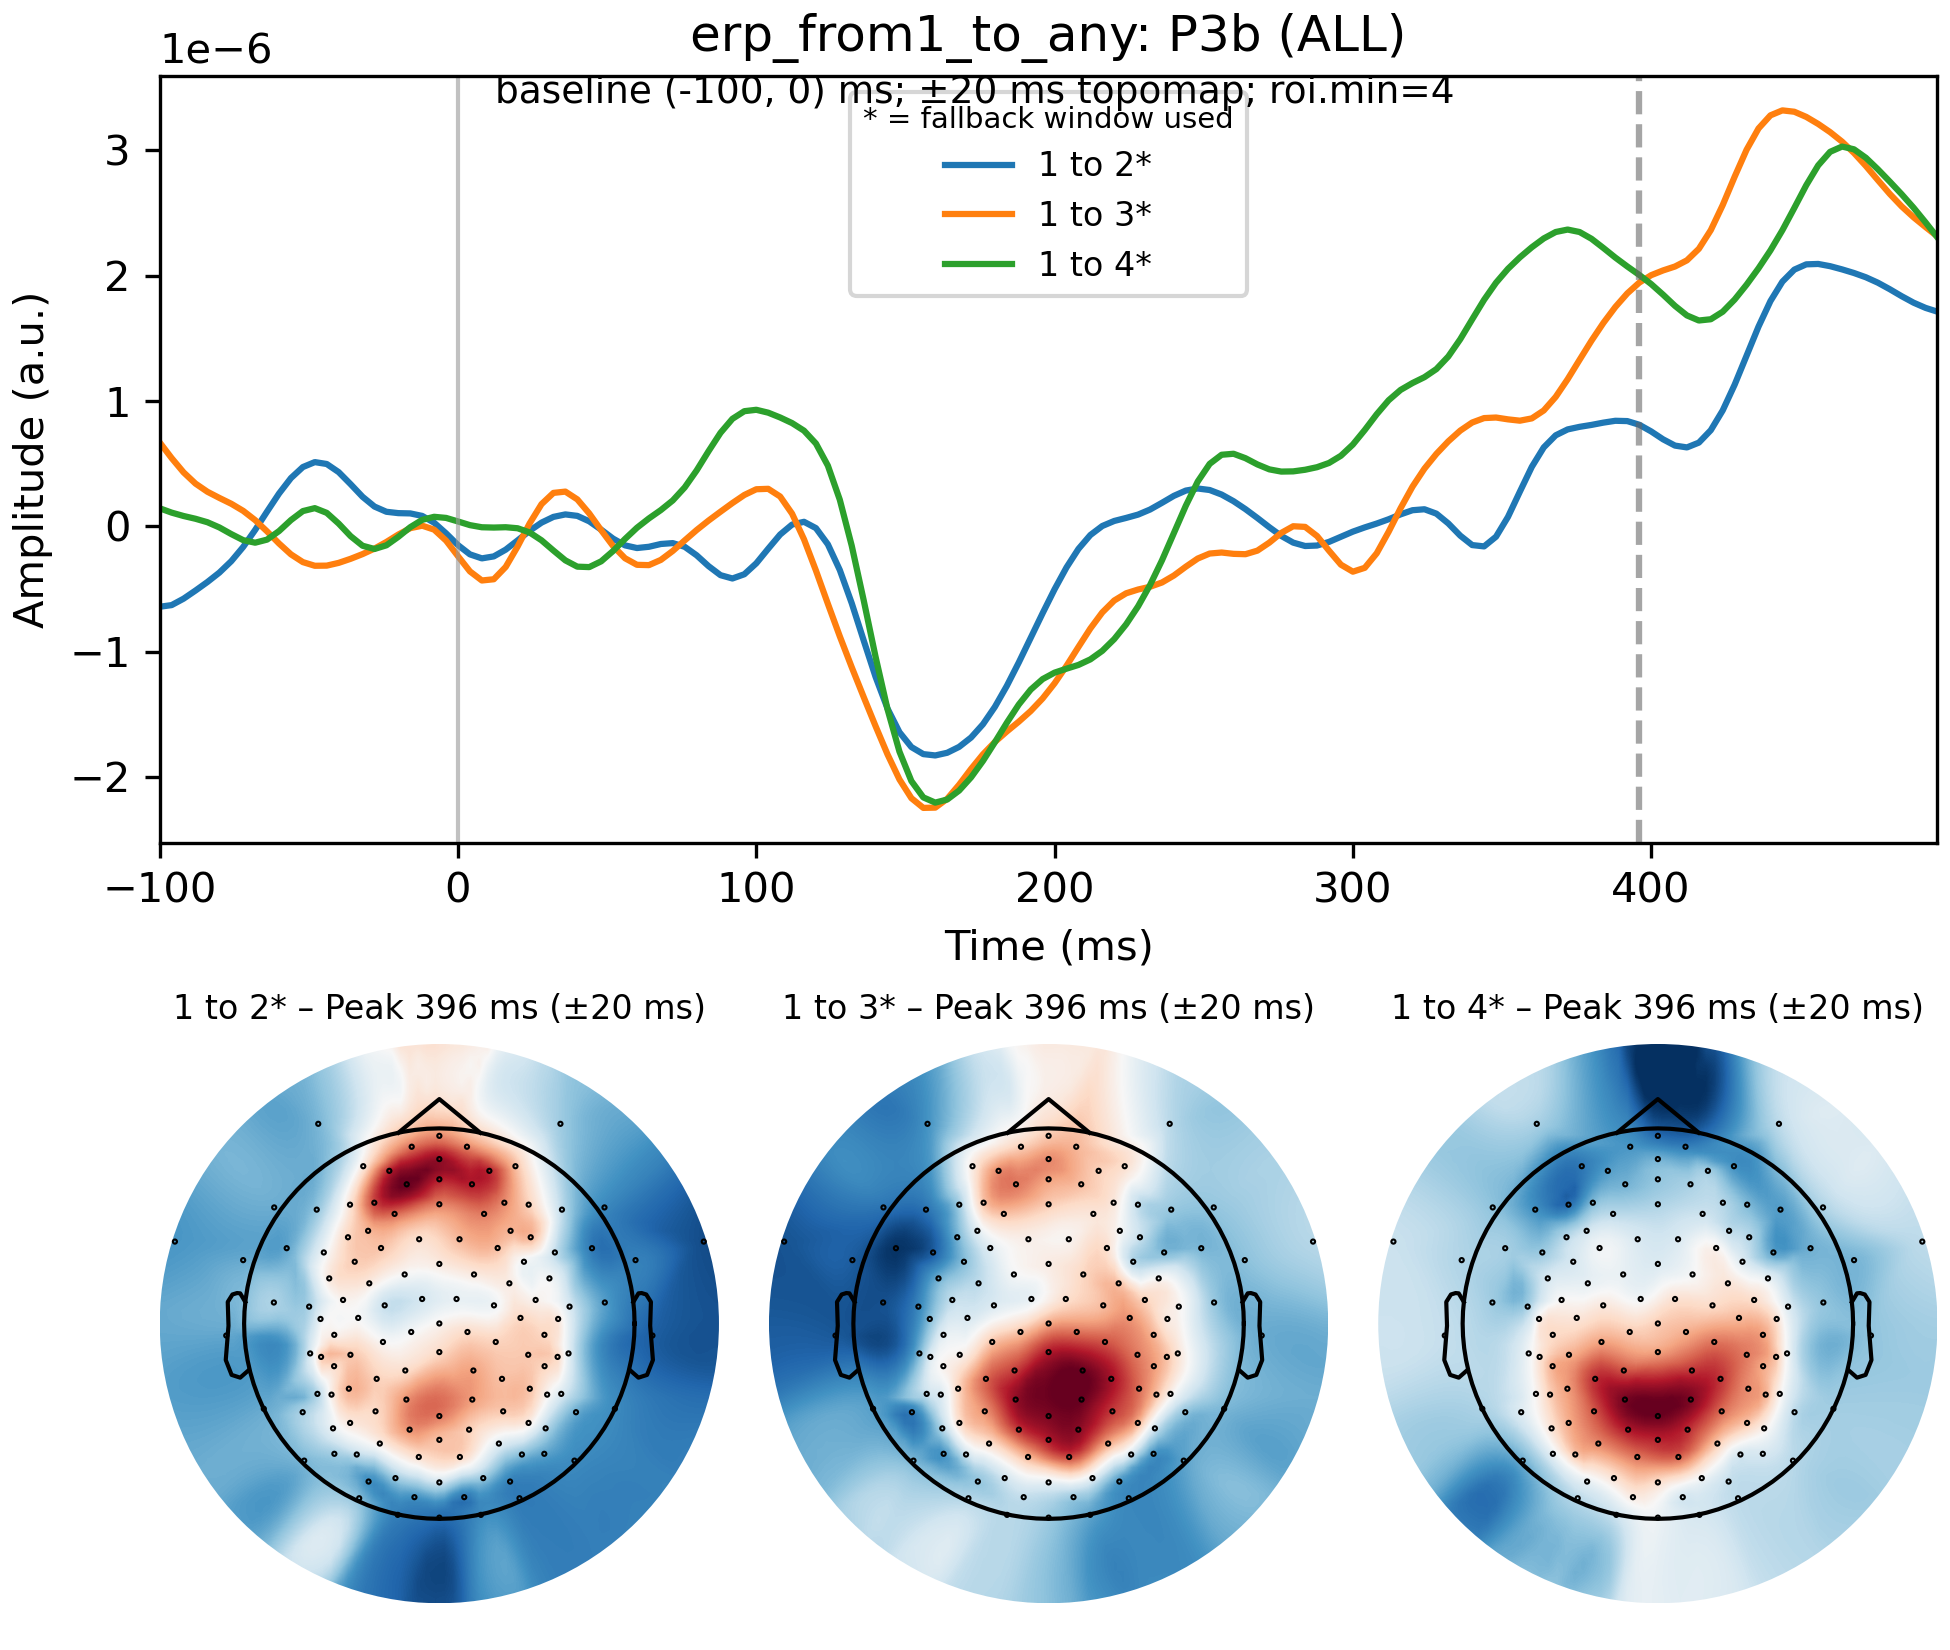 erp_from1_to_any: P3b (ALL)
1e−6
baseline (-100, 0) ms; ±20 ms topomap; roi.min=4
* = fallback window used
1 to 2*
1 to 3*
1 to 4*
Amplitude (a.u.)
3
2
1
0
−1
−2
−100
0
100
200
300
400
Time (ms)
1 to 2* – Peak 396 ms (±20 ms)
1 to 3* – Peak 396 ms (±20 ms)
1 to 4* – Peak 396 ms (±20 ms)